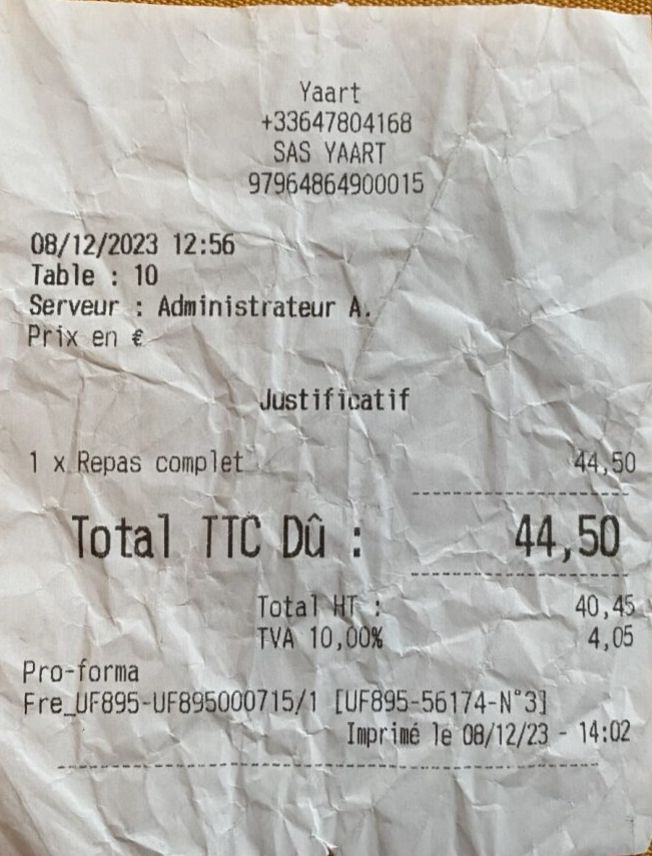 Yaart
+33647804168
SAS YAART
97964864900015
08/12/2023 12:56
Table : 10
Serveur : Administrateur A.
Prix en €
Justificatif
1 x Repas complet 44,50
Total TTC Dû : 44,50
Total HT : 40,45
TVA 10,00% 4,05
Pro-forma
Fre_UF895-UF895000715/1 [UF895-56174-N°3]
Imprimé le 08/12/23 - 14:02